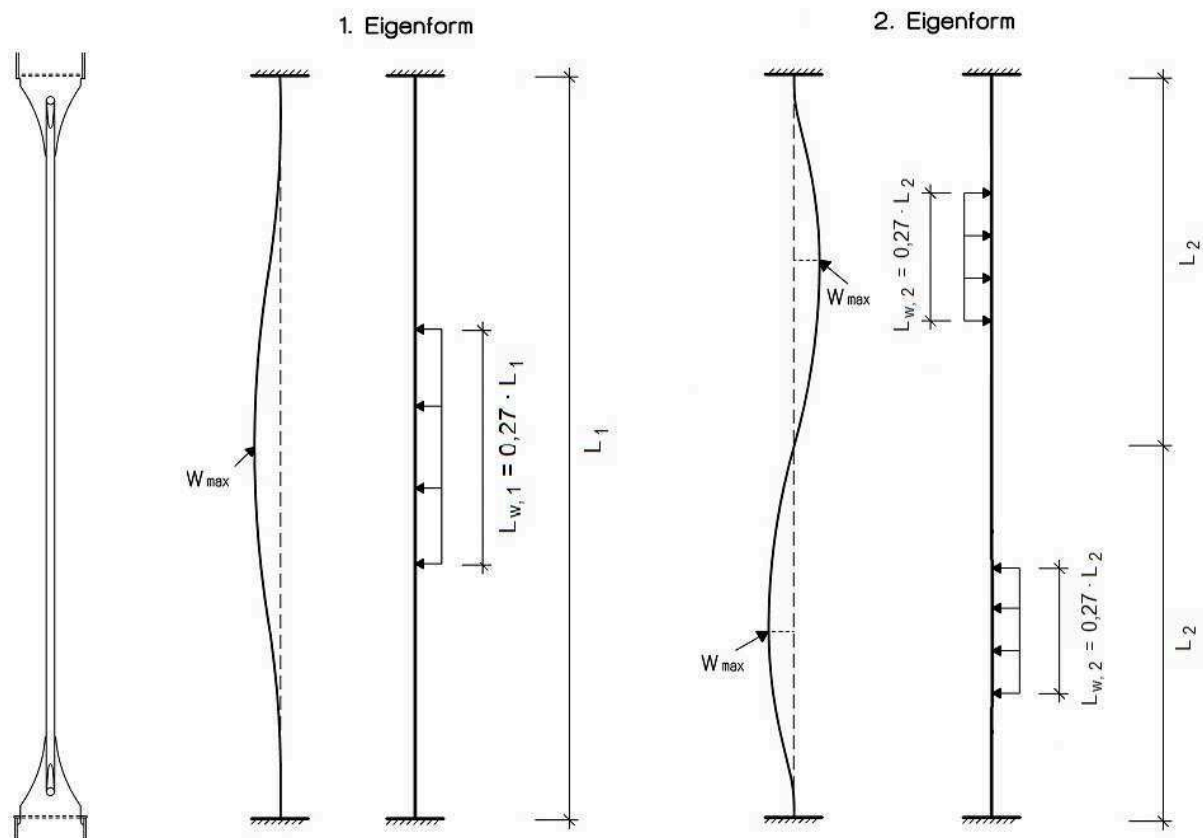 1. Eigenform
W max
L w, 1 = 0,27 · L 1
L 1
2. Eigenform
W max
L w, 2 = 0,27 · L 2
L 2
W max
L w, 2 = 0,27 · L 2
L 2